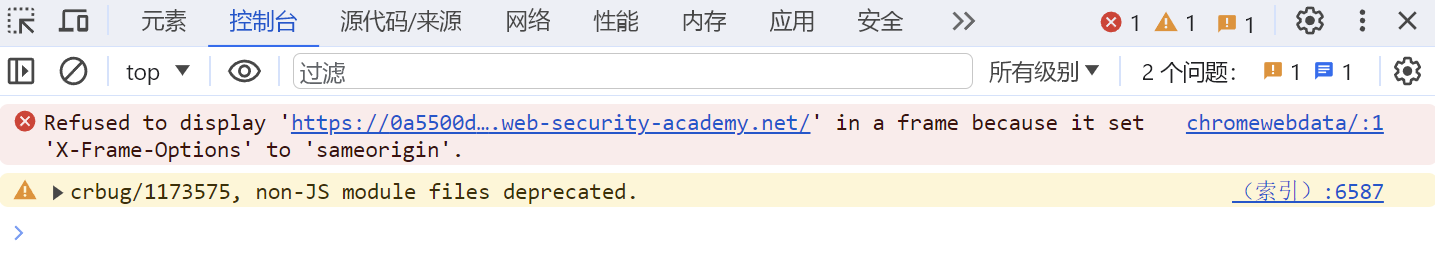 元素 控制台 源代码/来源 网络 性能 内存 应用 安全 1 1 1
top 过滤 所有级别 2 个问题: 1 1
Refused to display 'https://0a5500d….web-security-academy.net/' in a frame because it set chromewebdata/:1
'X-Frame-Options' to 'sameorigin'.
crbug/1173575, non-JS module files deprecated. (索引):6587